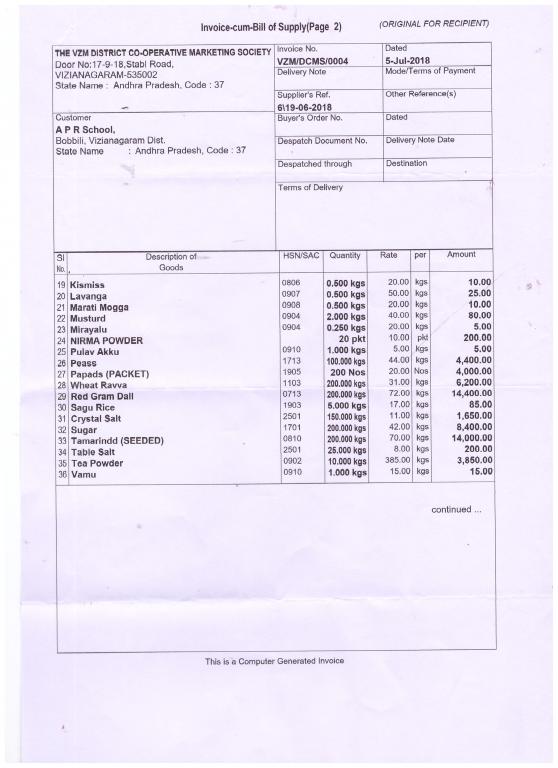 Invoice-cum-Bill of Supply(Page 2)
(ORIGINAL FOR RECIPIENT)
THE VZM DISTRICT CO-OPERATIVE MARKETING SOCIETY
Door No:17-9-18,Stabl Road,
VIZIANAGARAM-535002
State Name : Andhra Pradesh, Code : 37
Invoice No.
VZM/DCMS/0004
Dated
5-Jul-2018
Delivery Note
Mode/Terms of Payment
Supplier's Ref.
6\19-06-2018
Other Reference(s)
Customer
A P R School,
Bobbili, Vizianagaram Dist.
State Name : Andhra Pradesh, Code : 37
Buyer's Order No.
Dated
Despatch Document No.
Delivery Note Date
Despatched through
Destination
Terms of Delivery
Sl No. Description of Goods HSN/SAC Quantity Rate per Amount
19 Kismiss 0806 0.500 kgs 20.00 kgs 10.00
20 Lavanga 0907 0.500 kgs 50.00 kgs 25.00
21 Marati Mogga 0908 0.500 kgs 20.00 kgs 10.00
22 Musturd 0904 2.000 kgs 40.00 kgs 80.00
23 Mirayalu 0904 0.250 kgs 20.00 kgs 5.00
24 NIRMA POWDER 20 pkt 10.00 pkt 200.00
25 Pulav Akku 0910 1.000 kgs 5.00 kgs 5.00
26 Peass 1713 100.000 kgs 44.00 kgs 4,400.00
27 Papads (PACKET) 1905 200 Nos 20.00 Nos 4,000.00
28 Wheat Ravva 1103 200.000 kgs 31.00 kgs 6,200.00
29 Red Gram Dall 0713 200.000 kgs 72.00 kgs 14,400.00
30 Sagu Rice 1903 5.000 kgs 17.00 kgs 85.00
31 Crystal Salt 2501 150.000 kgs 11.00 kgs 1,650.00
32 Sugar 1701 200.000 kgs 42.00 kgs 8,400.00
33 Tamarindd (SEEDED) 0810 200.000 kgs 70.00 kgs 14,000.00
34 Table Salt 2501 25.000 kgs 8.00 kgs 200.00
35 Tea Powder 0902 10.000 kgs 385.00 kgs 3,850.00
36 Vamu 0910 1.000 kgs 15.00 kgs 15.00
continued ...
This is a Computer Generated Invoice